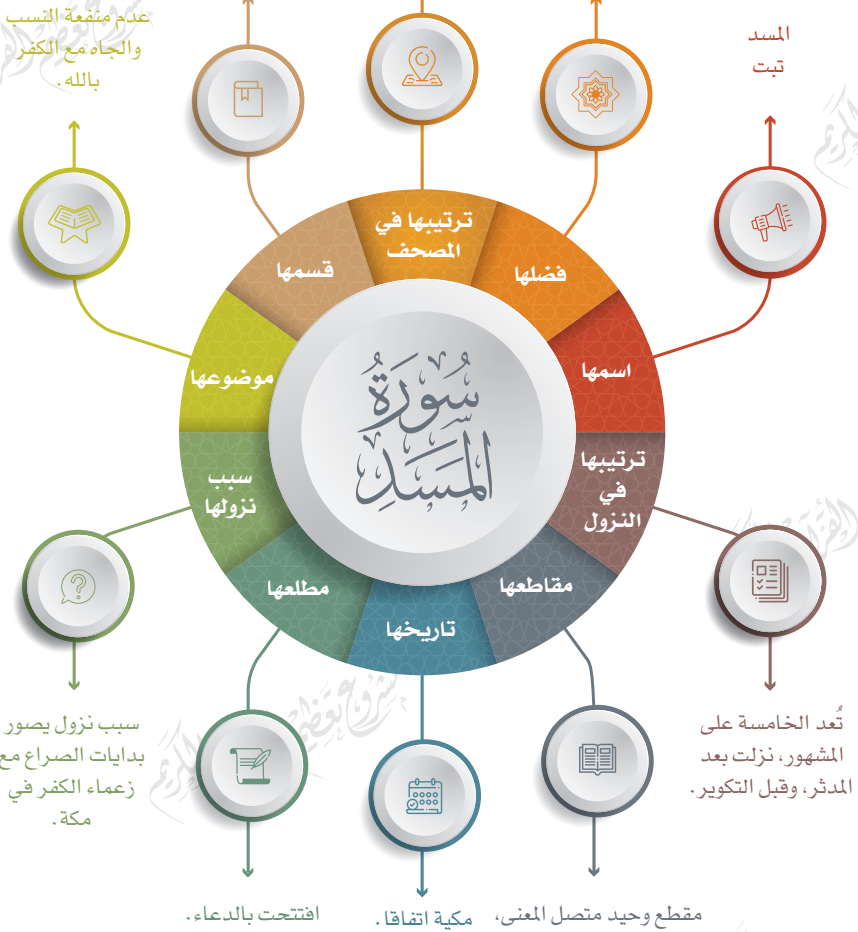 عدم منفعة النسب
والجاه مع الكفر
بالله.
المسد
تبت
ترتيبها في
المصحف
قسمها
فضلها
موضوعها
اسمها
سُورَةُ
المَسَدِ
سبب
نزولها
ترتيبها
في
النزول
مطلعها
مقاطعها
تاريخها
سبب نزول يصور
بدايات الصراع مع
زعماء الكفر في
مكة.
تُعد الخامسة على
المشهور، نزلت بعد
المدثر، وقبل التكوير.
افتتحت بالدعاء.
مكية اتفاقا.
مقطع وحيد متصل المعنى،